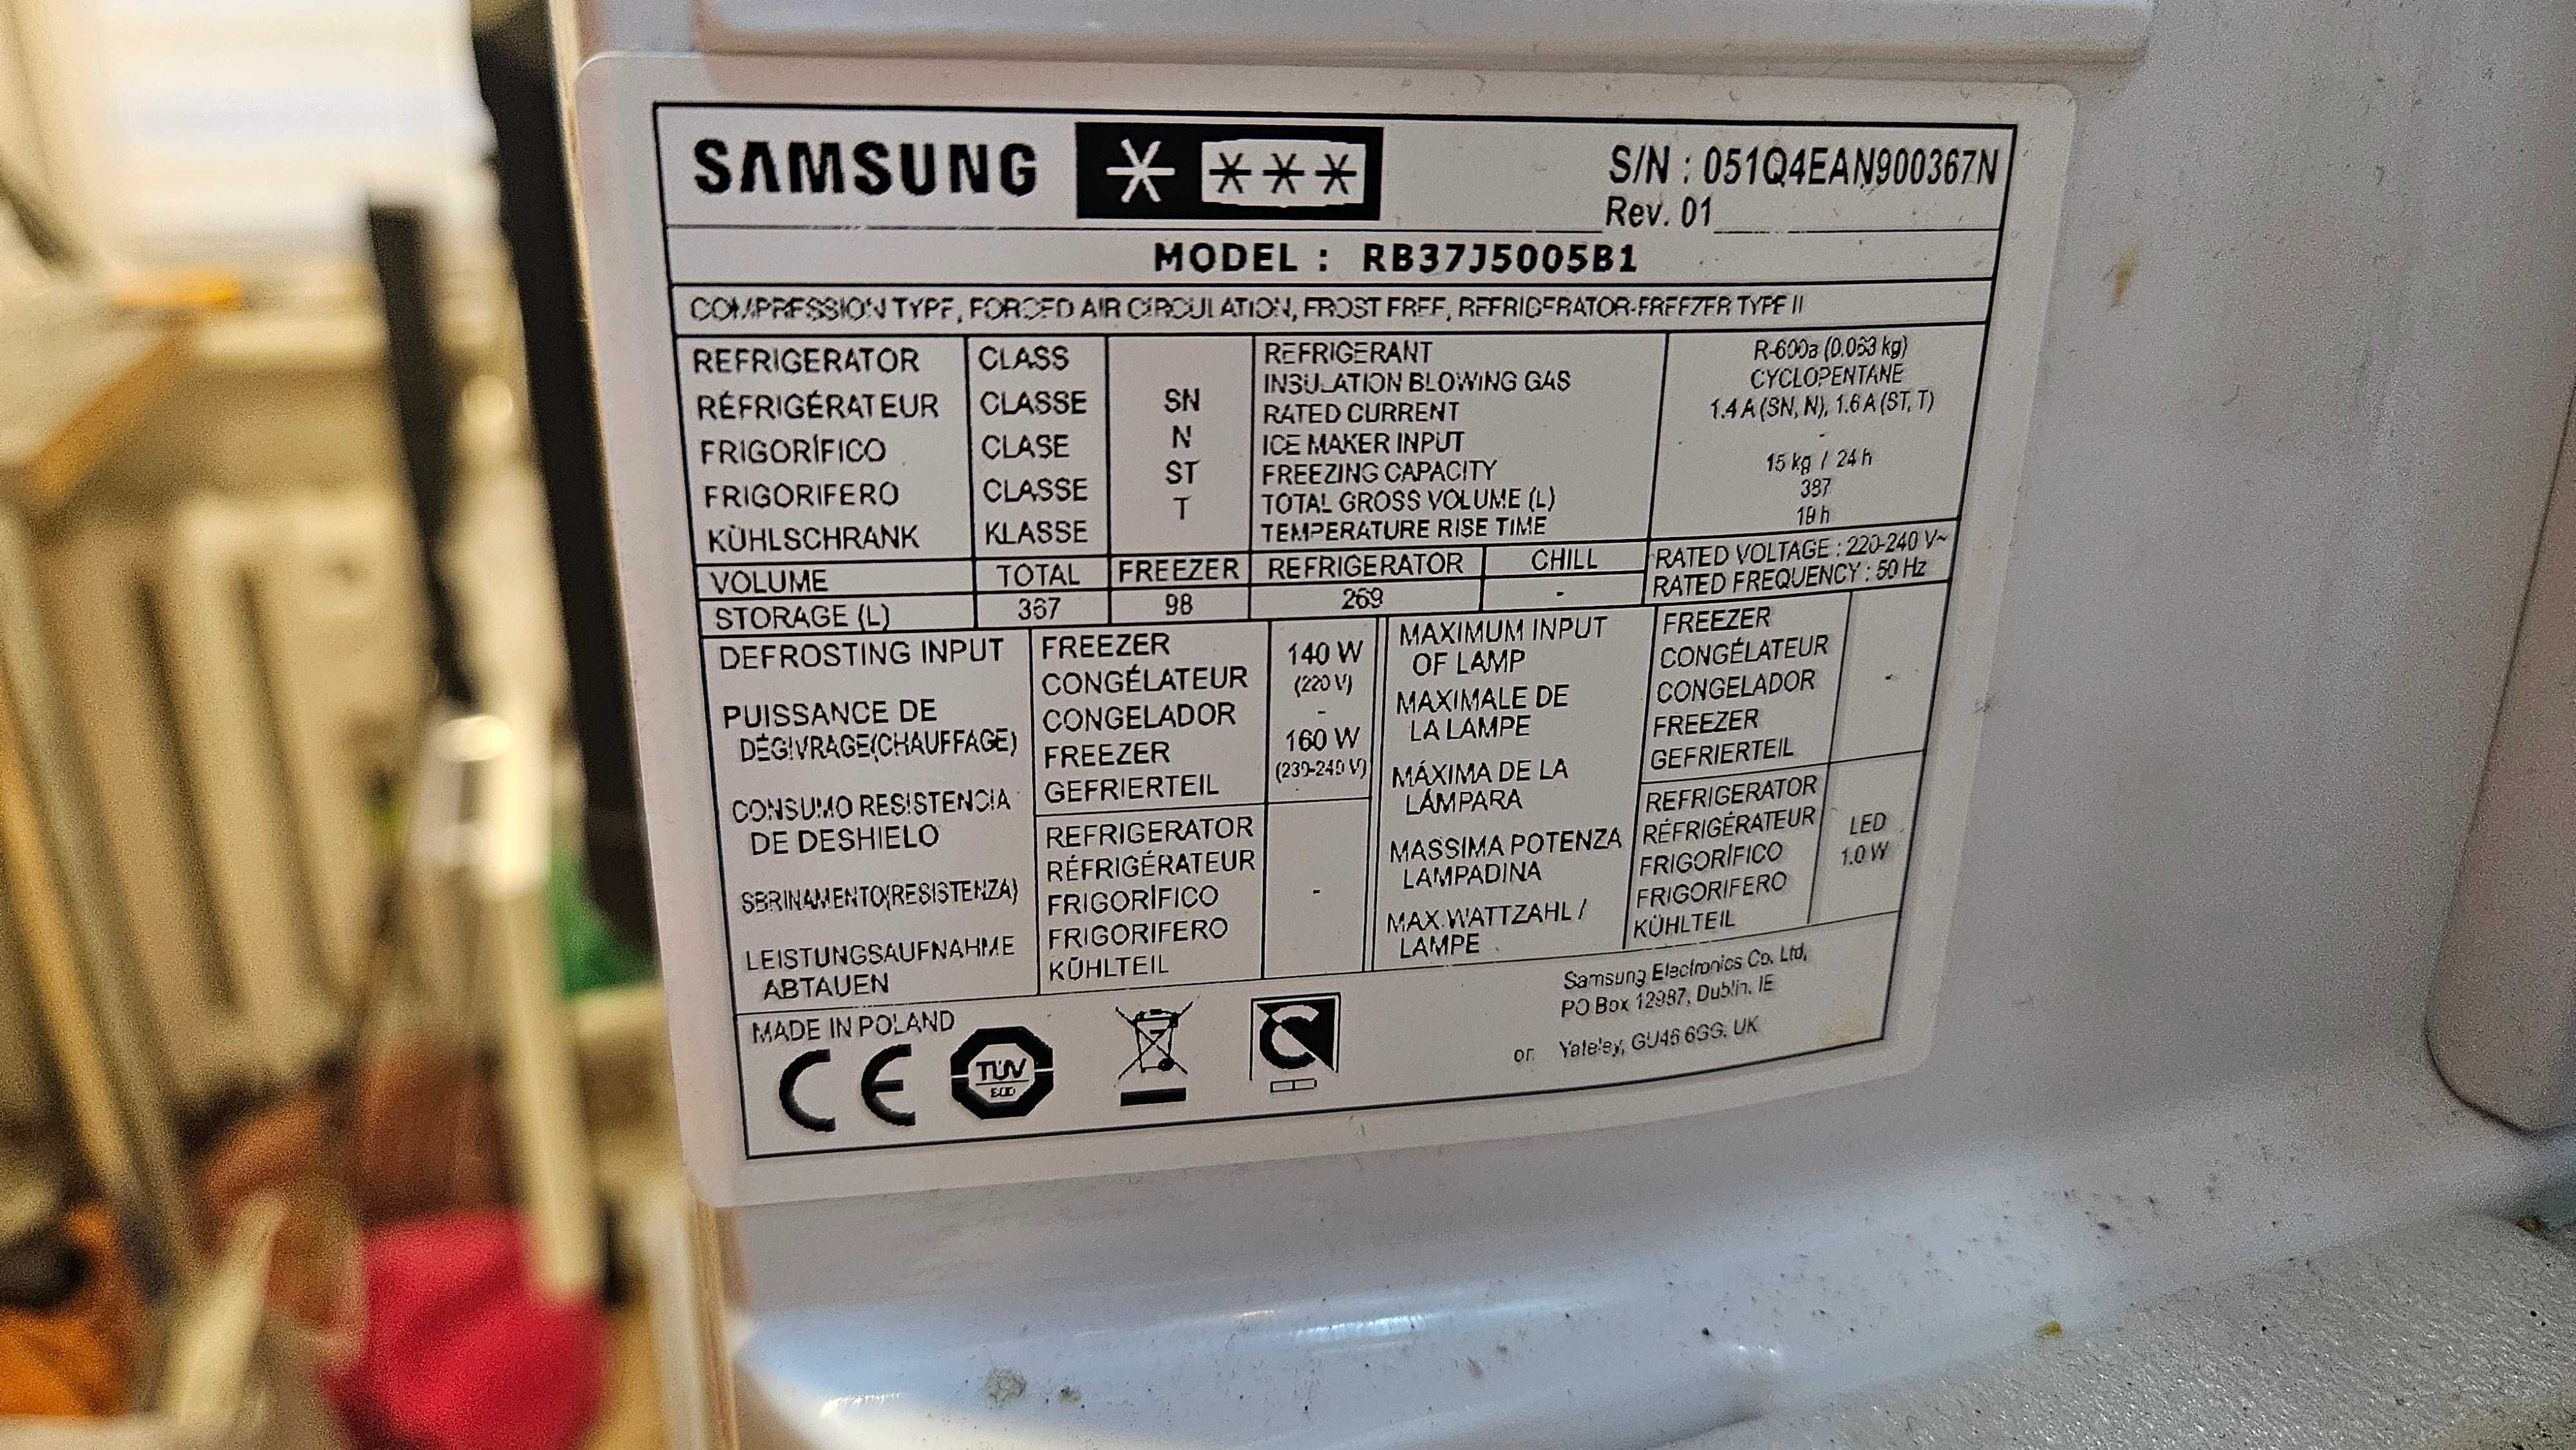 SAMSUNG
S/N : 051Q4EAN900367N
Rev. 01
MODEL : RB37J5005B1
COMPRESSION TYPE, FORCED AIR CIRCULATION, FROST FREE, REFRIGERATOR-FREEZER TYPE II
REFRIGERATOR CLASS
RÉFRIGÉRATEUR CLASSE SN
FRIGORÍFICO CLASE N
FRIGORIFERO CLASSE ST
KÜHLSCHRANK KLASSE T
REFRIGERANT R-600a (0.063 kg)
INSULATION BLOWING GAS CYCLOPENTANE
RATED CURRENT 1.4 A (SN, N), 1.6 A (ST, T)
ICE MAKER INPUT -
FREEZING CAPACITY 15 kg / 24 h
TOTAL GROSS VOLUME (L) 387
TEMPERATURE RISE TIME
VOLUME TOTAL FREEZER REFRIGERATOR CHILL
STORAGE (L) 367 98 269 -
RATED VOLTAGE : 220-240 V~
RATED FREQUENCY : 50 Hz
DEFROSTING INPUT
PUISSANCE DE
DÉGIVRAGE(CHAUFFAGE)
CONSUMO RESISTENCIA
DE DESHIELO
SBRINAMENTO(RESISTENZA)
LEISTUNGSAUFNAHME
ABTAUEN
FREEZER
CONGÉLATEUR
CONGELADOR
FREEZER
GEFRIERTEIL
140 W
(220 V)
-
160 W
(230-240 V)
REFRIGERATOR
RÉFRIGÉRATEUR
FRIGORÍFICO
FRIGORIFERO
KÜHLTEIL
-
MAXIMUM INPUT
OF LAMP
MAXIMALE DE
LA LAMPE
MÁXIMA DE LA
LÁMPARA
MASSIMA POTENZA
LAMPADINA
MAX.WATTZAHL /
LAMPE
FREEZER
CONGÉLATEUR
CONGELADOR
FREEZER
GEFRIERTEIL
-
REFRIGERATOR
RÉFRIGÉRATEUR
FRIGORÍFICO
FRIGORIFERO
KÜHLTEIL
LED
1.0 W
MADE IN POLAND
CE
TÜV
Samsung Electronics Co. Ltd,
PO Box 12987, Dublin. IE
or Yateley, GU46 6GG. UK